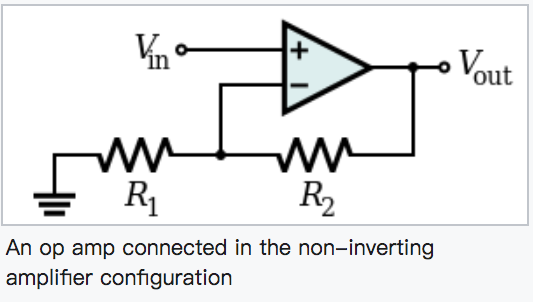 Vin
+
Vout
−
R1
R2
An op amp connected in the non–inverting
amplifier configuration